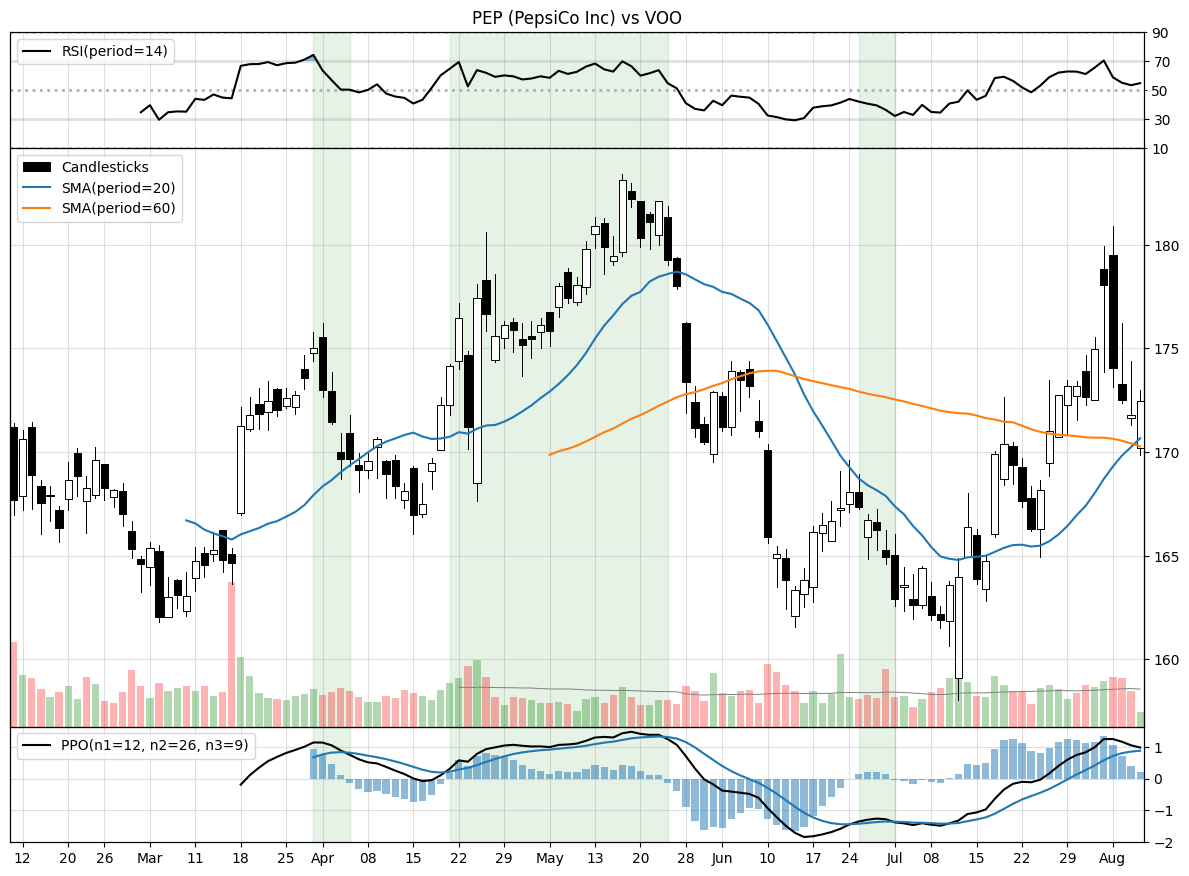 PEP (PepsiCo Inc) vs VOO
RSI(period=14)
90
70
50
30
10
Candlesticks
SMA(period=20)
SMA(period=60)
180
175
170
165
160
PPO(n1=12, n2=26, n3=9)
1
0
−1
−2
12 20 26 Mar 11 18 25 Apr 08 15 22 29 May 13 20 28 Jun 10 17 24 Jul 08 15 22 29 Aug